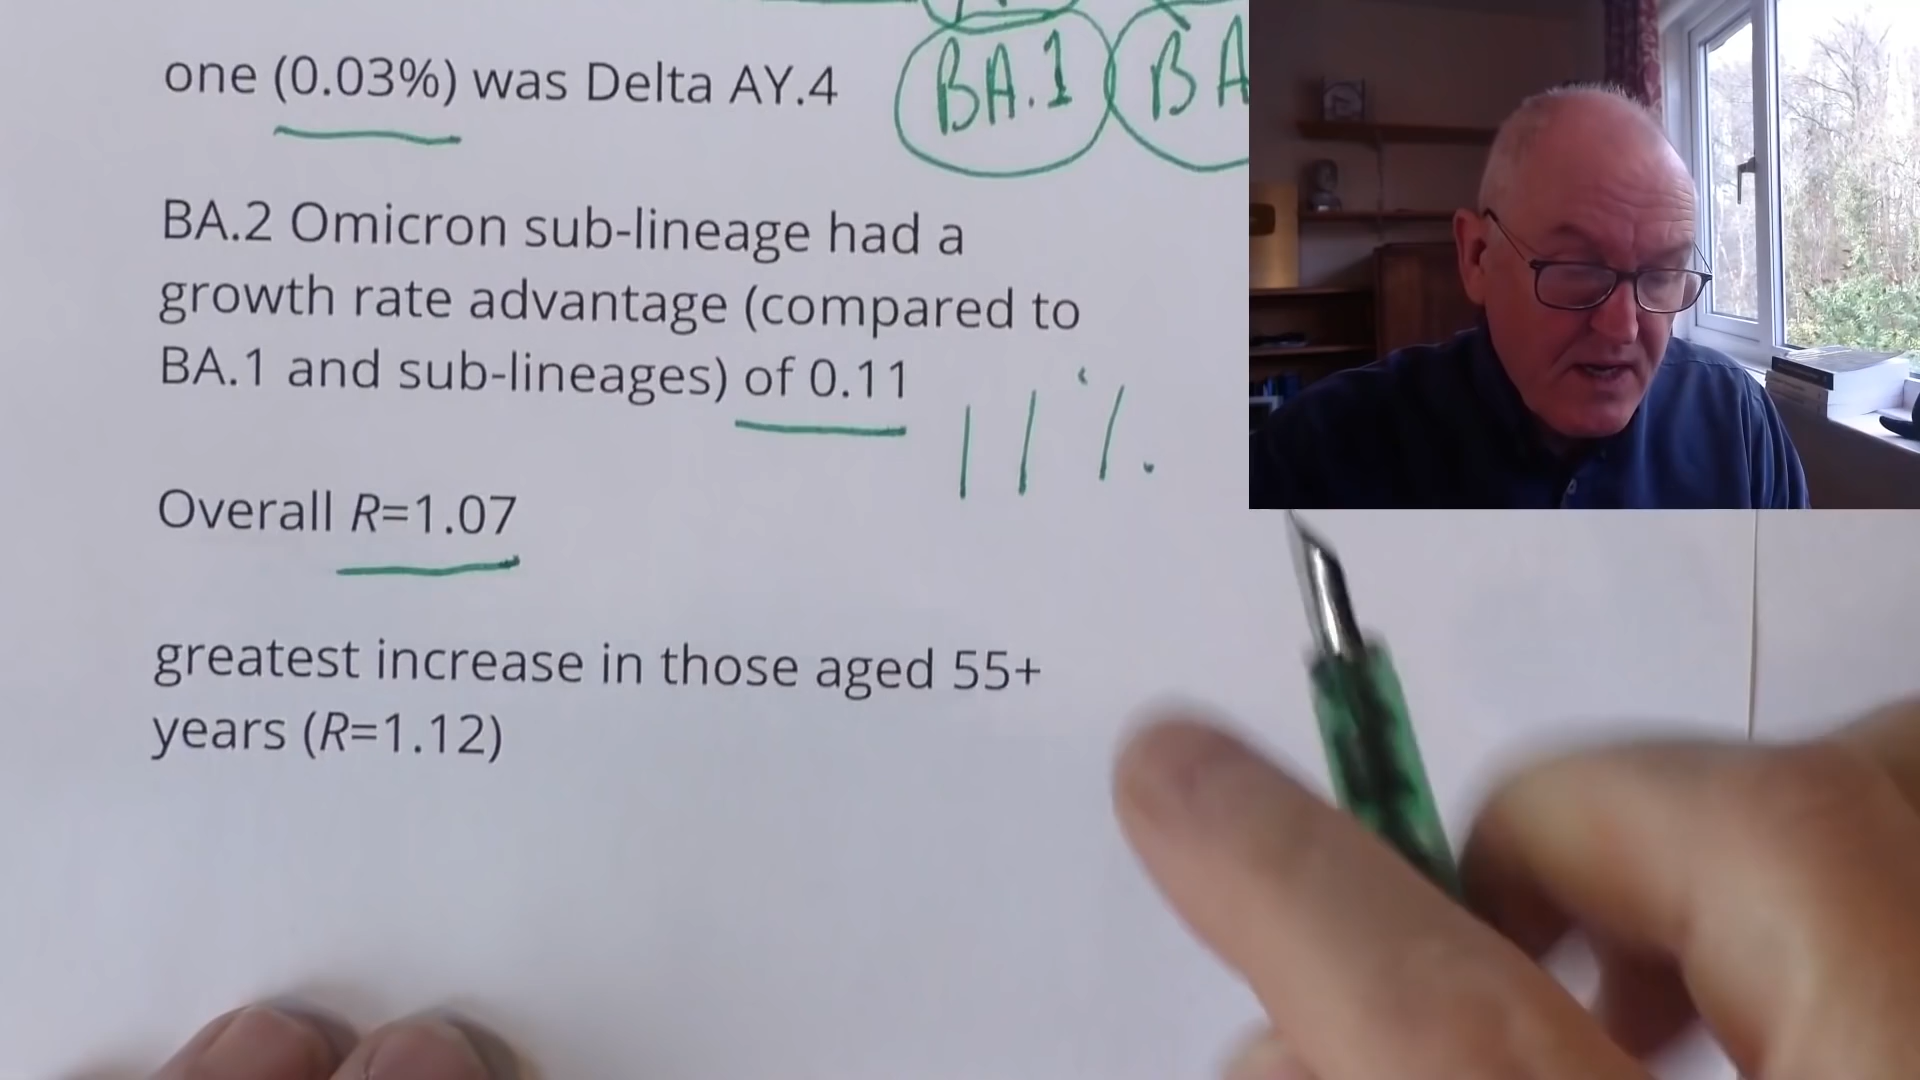 one (0.03%) was Delta AY.4
BA.1
BA
BA.2 Omicron sub-lineage had a
growth rate advantage (compared to
BA.1 and sub-lineages) of 0.11
11%
Overall R=1.07
greatest increase in those aged 55+
years (R=1.12)